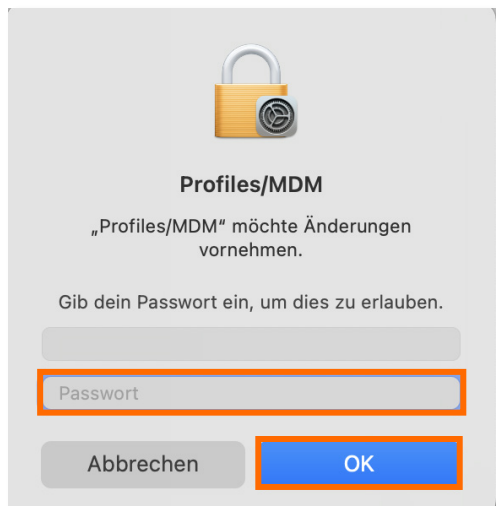 Profiles/MDM
„Profiles/MDM“ möchte Änderungen
vornehmen.
Gib dein Passwort ein, um dies zu erlauben.
Passwort
Abbrechen
OK